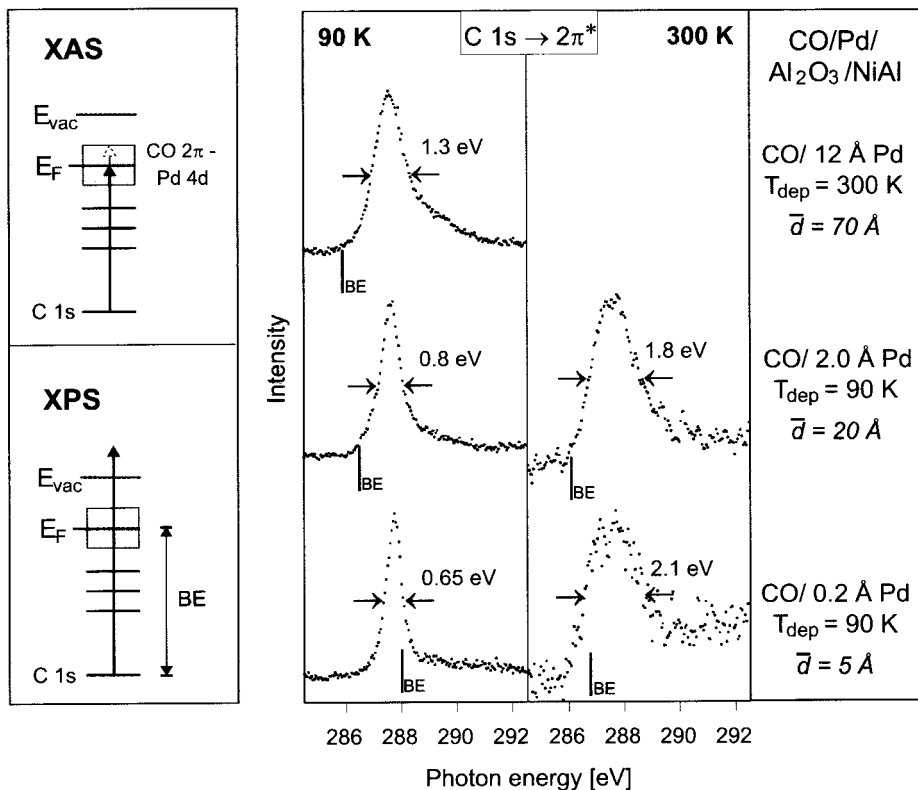 XAS
E_vac
E_F
CO 2π -
Pd 4d
C 1s
XPS
E_vac
E_F
BE
C 1s
90 K
C 1s → 2π*
300 K
1.3 eV
BE
0.8 eV
BE
1.8 eV
BE
0.65 eV
BE
2.1 eV
BE
Intensity
286 288 290 292 286 288 290 292
Photon energy [eV]
CO/Pd/
Al₂O₃/NiAl
CO/ 12 Å Pd
T_dep = 300 K
d̅ = 70 Å
CO/ 2.0 Å Pd
T_dep = 90 K
d̅ = 20 Å
CO/ 0.2 Å Pd
T_dep = 90 K
d̅ = 5 Å